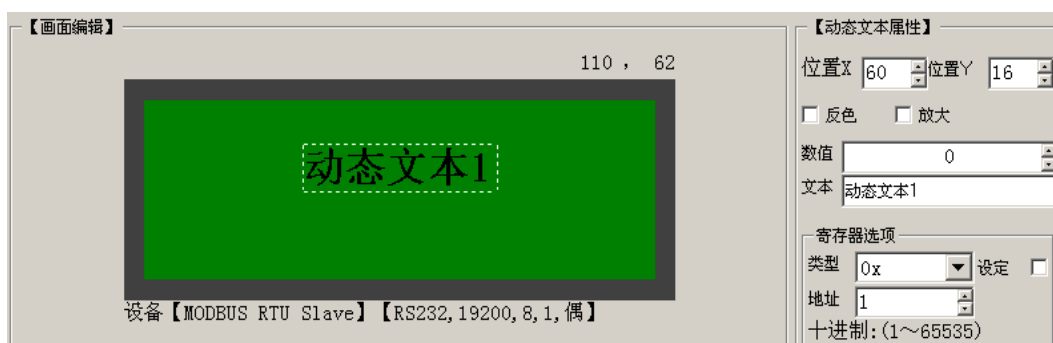 【画面编辑】
110 , 62
动态文本1
设备【MODBUS RTU Slave】【RS232,19200,8,1,偶】
【动态文本属性】
位置X 60 位置Y 16
反色 放大
数值 0
文本 动态文本1
寄存器选项
类型 0x 设定
地址 1
十进制:(1～65535)